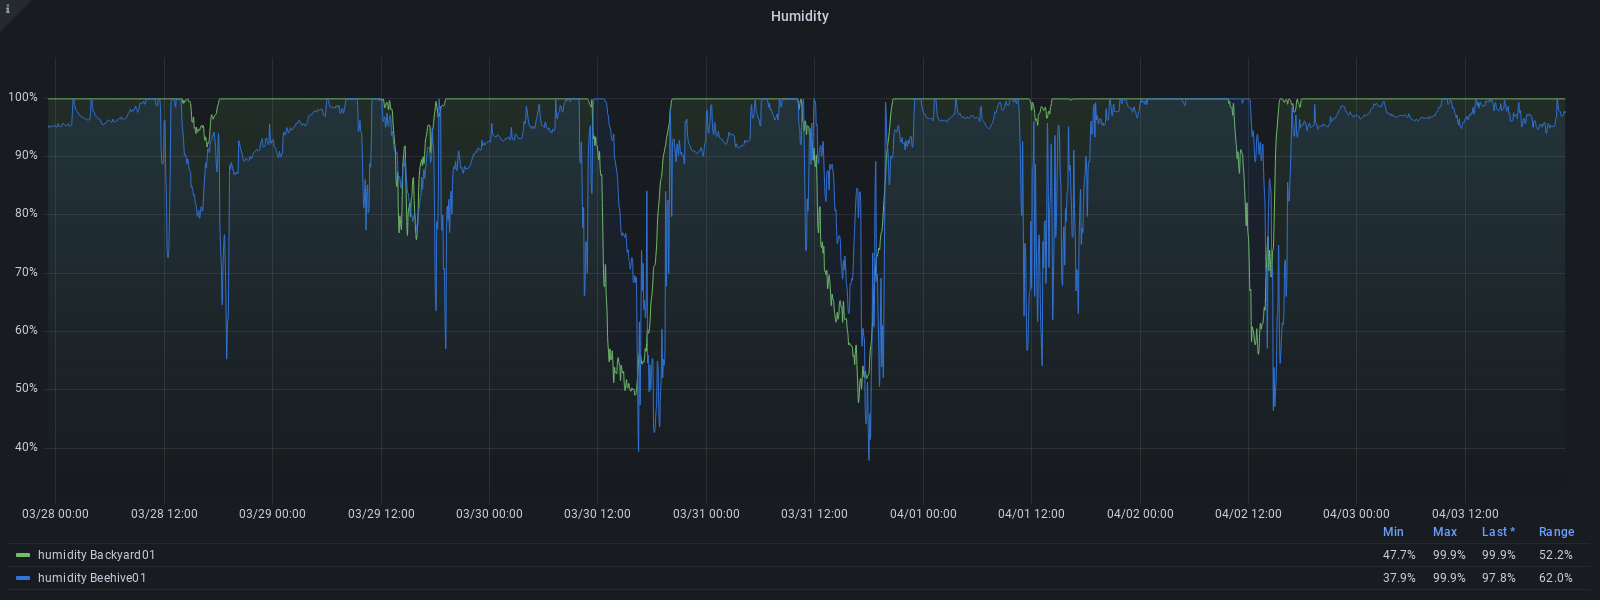 i
Humidity
100%
90%
80%
70%
60%
50%
40%
03/28 00:00 03/28 12:00 03/29 00:00 03/29 12:00 03/30 00:00 03/30 12:00 03/31 00:00 03/31 12:00 04/01 00:00 04/01 12:00 04/02 00:00 04/02 12:00 04/03 00:00 04/03 12:00
Min Max Last * Range
humidity Backyard01 47.7% 99.9% 99.9% 52.2%
humidity Beehive01 37.9% 99.9% 97.8% 62.0%